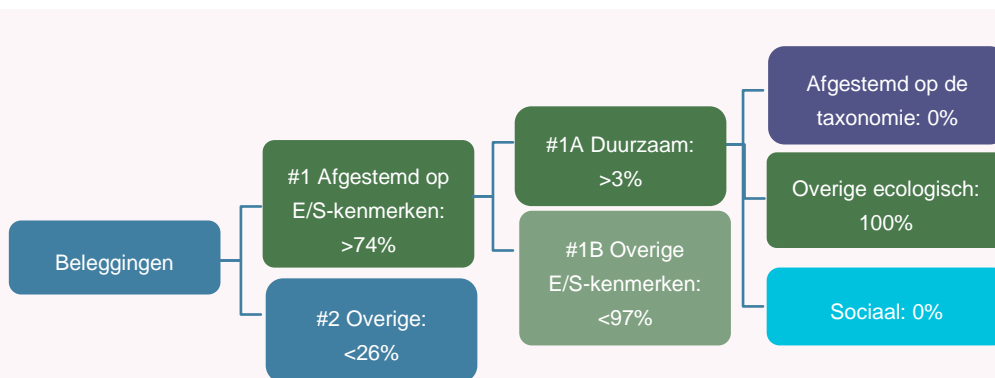 Beleggingen
#1 Afgestemd op
E/S-kenmerken:
>74%
#2 Overige:
<26%
#1A Duurzaam:
>3%
#1B Overige
E/S-kenmerken:
<97%
Afgestemd op de
taxonomie: 0%
Overige ecologisch:
100%
Sociaal: 0%